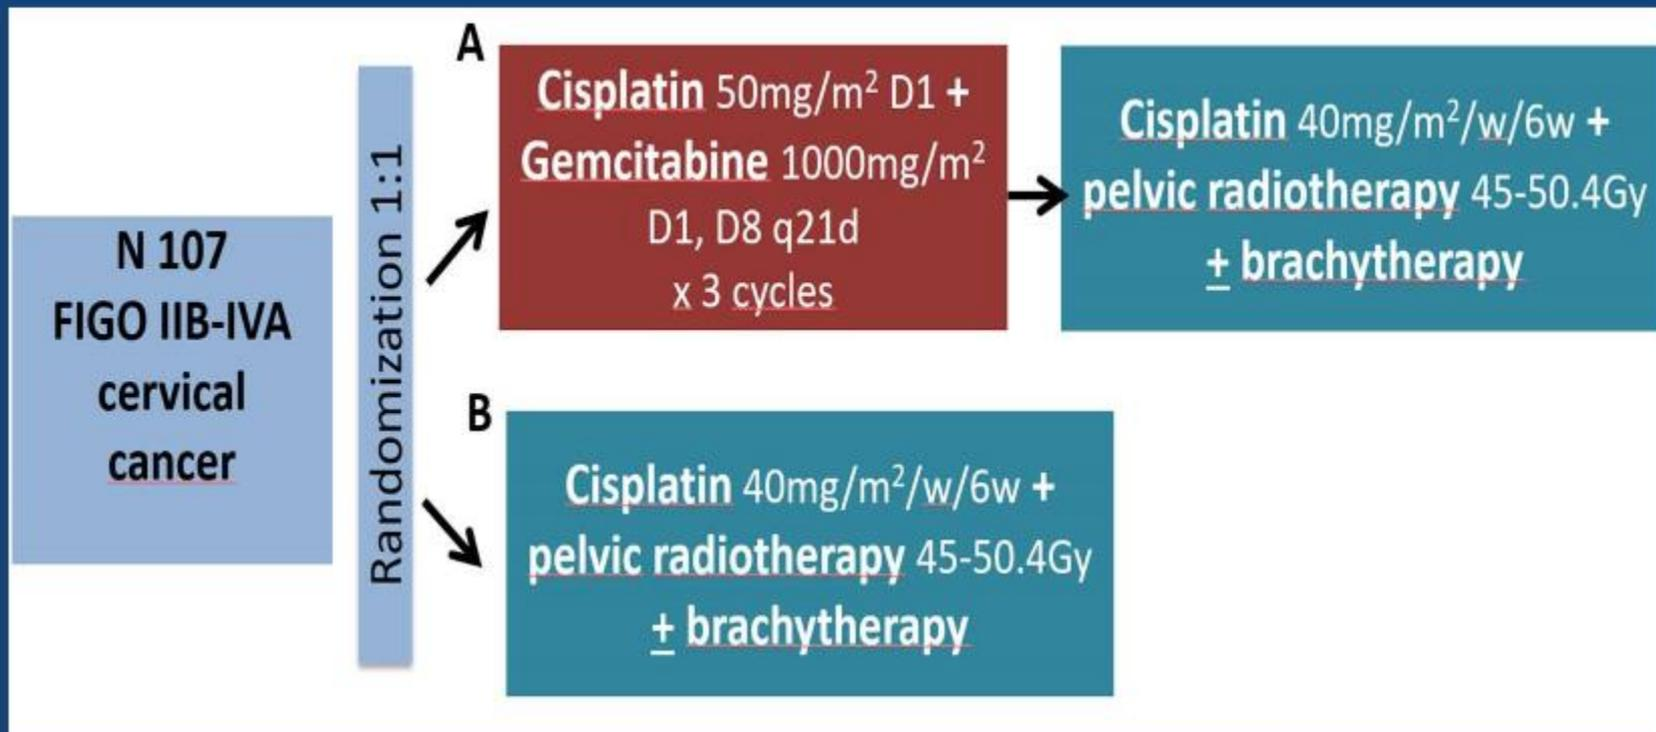 N 107
FIGO IIB-IVA
cervical
cancer
Randomization 1:1
A
Cisplatin 50mg/m² D1 +
Gemcitabine 1000mg/m²
D1, D8 q21d
x 3 cycles
Cisplatin 40mg/m²/w/6w +
pelvic radiotherapy 45-50.4Gy
± brachytherapy
B
Cisplatin 40mg/m²/w/6w +
pelvic radiotherapy 45-50.4Gy
± brachytherapy